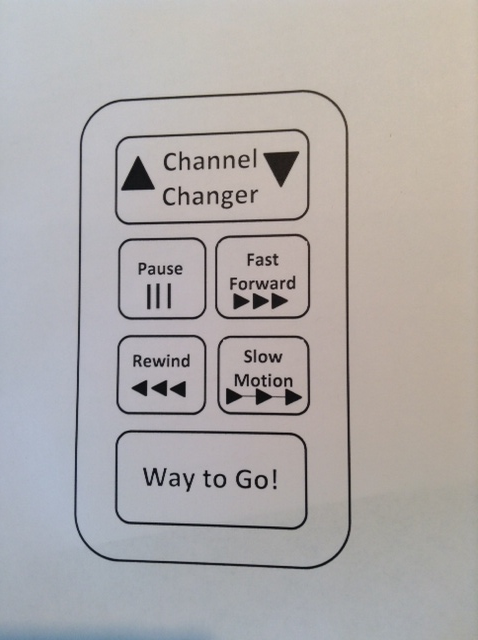 Channel
Changer
Pause
Fast
Forward
Rewind
Slow
Motion
Way to Go!